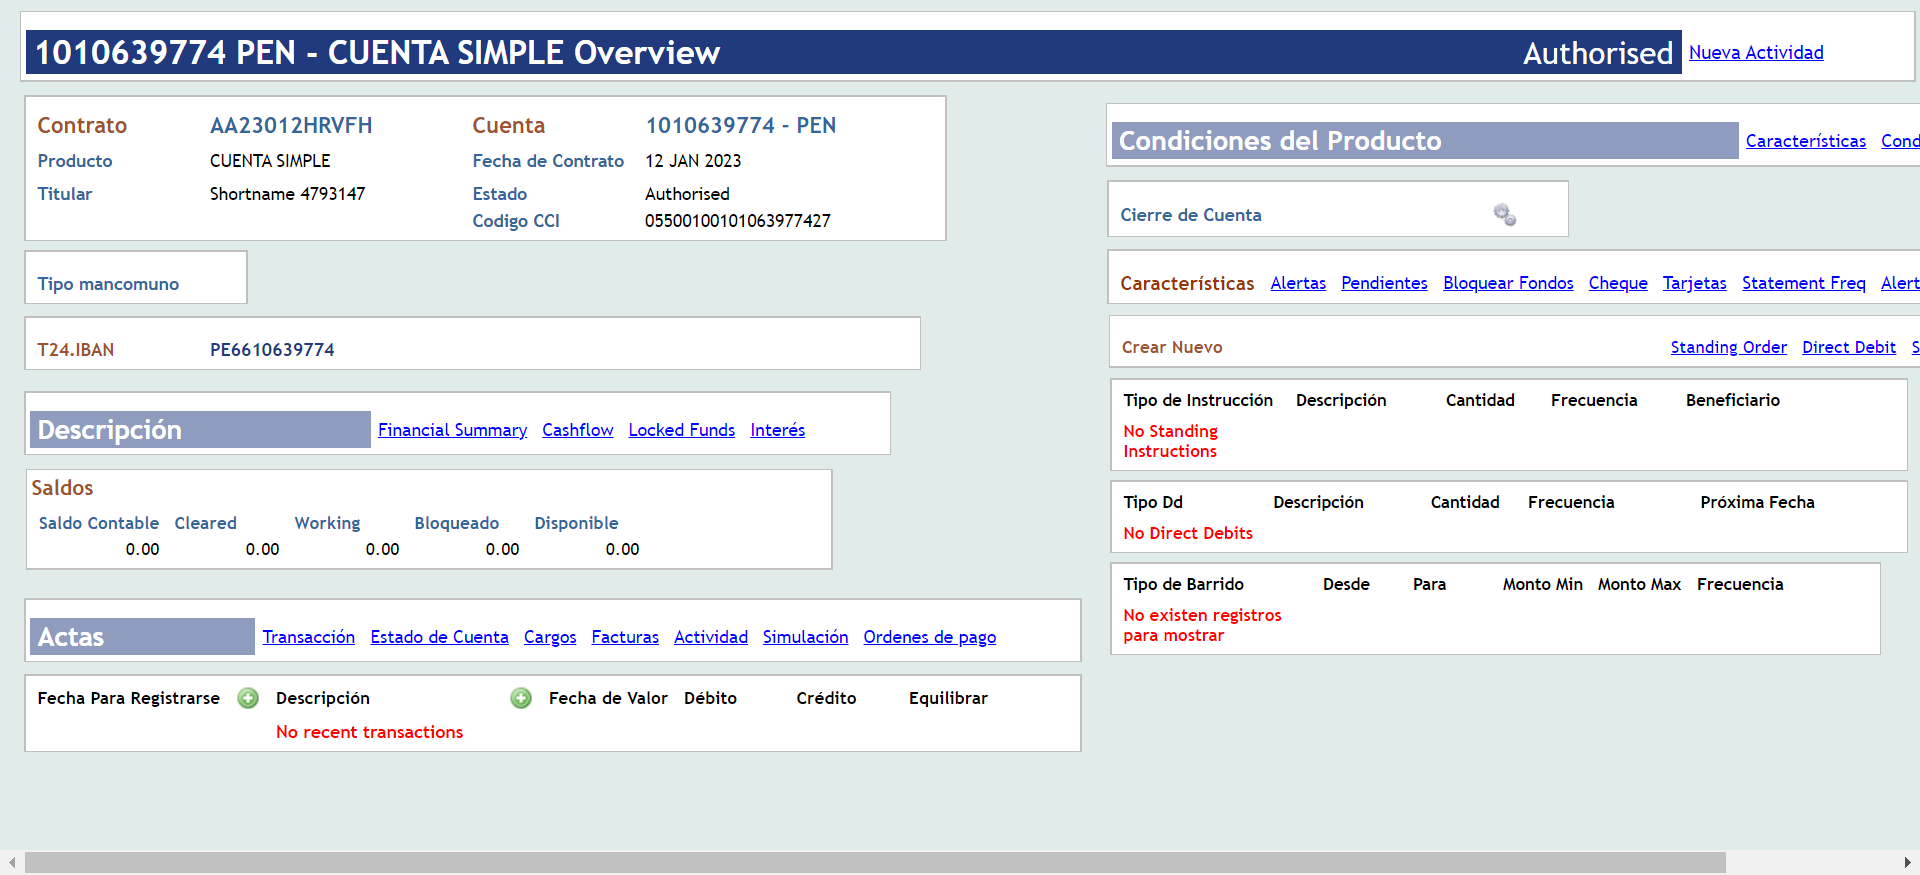 1010639774 PEN - CUENTA SIMPLE Overview Authorised Nueva Actividad
Contrato AA23012HRVFH Cuenta 1010639774 - PEN
Producto CUENTA SIMPLE Fecha de Contrato 12 JAN 2023
Titular Shortname 4793147 Estado Authorised
Codigo CCI 05500100101063977427
Tipo mancomuno
T24.IBAN PE6610639774
Descripción Financial Summary Cashflow Locked Funds Interés
Saldos
Saldo Contable Cleared Working Bloqueado Disponible
0.00 0.00 0.00 0.00 0.00
Actas Transacción Estado de Cuenta Cargos Facturas Actividad Simulación Ordenes de pago
Fecha Para Registrarse Descripción Fecha de Valor Débito Crédito Equilibrar
No recent transactions
Condiciones del Producto Características Cond
Cierre de Cuenta
Características Alertas Pendientes Bloquear Fondos Cheque Tarjetas Statement Freq Alert
Crear Nuevo Standing Order Direct Debit S
Tipo de Instrucción Descripción Cantidad Frecuencia Beneficiario
No Standing
Instructions
Tipo Dd Descripción Cantidad Frecuencia Próxima Fecha
No Direct Debits
Tipo de Barrido Desde Para Monto Min Monto Max Frecuencia
No existen registros
para mostrar